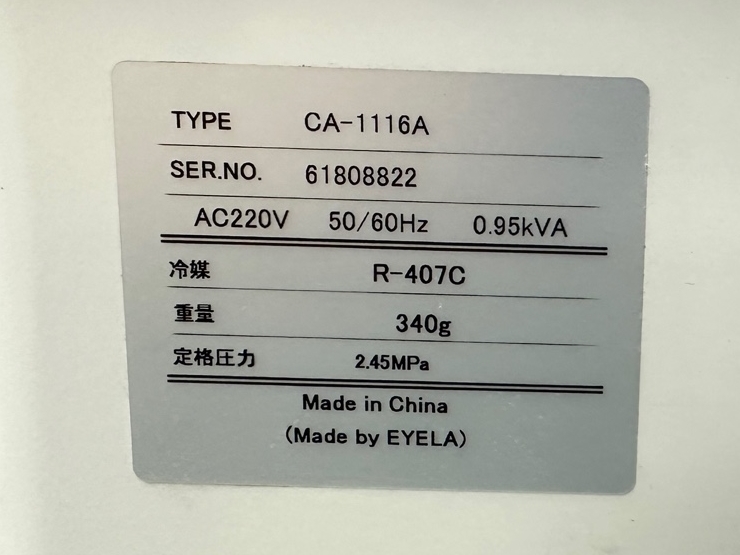 TYPE CA-1116A
SER.NO. 61808822
AC220V 50/60Hz 0.95kVA
冷媒 R-407C
重量 340g
定格圧力 2.45MPa
Made in China
(Made by EYELA)